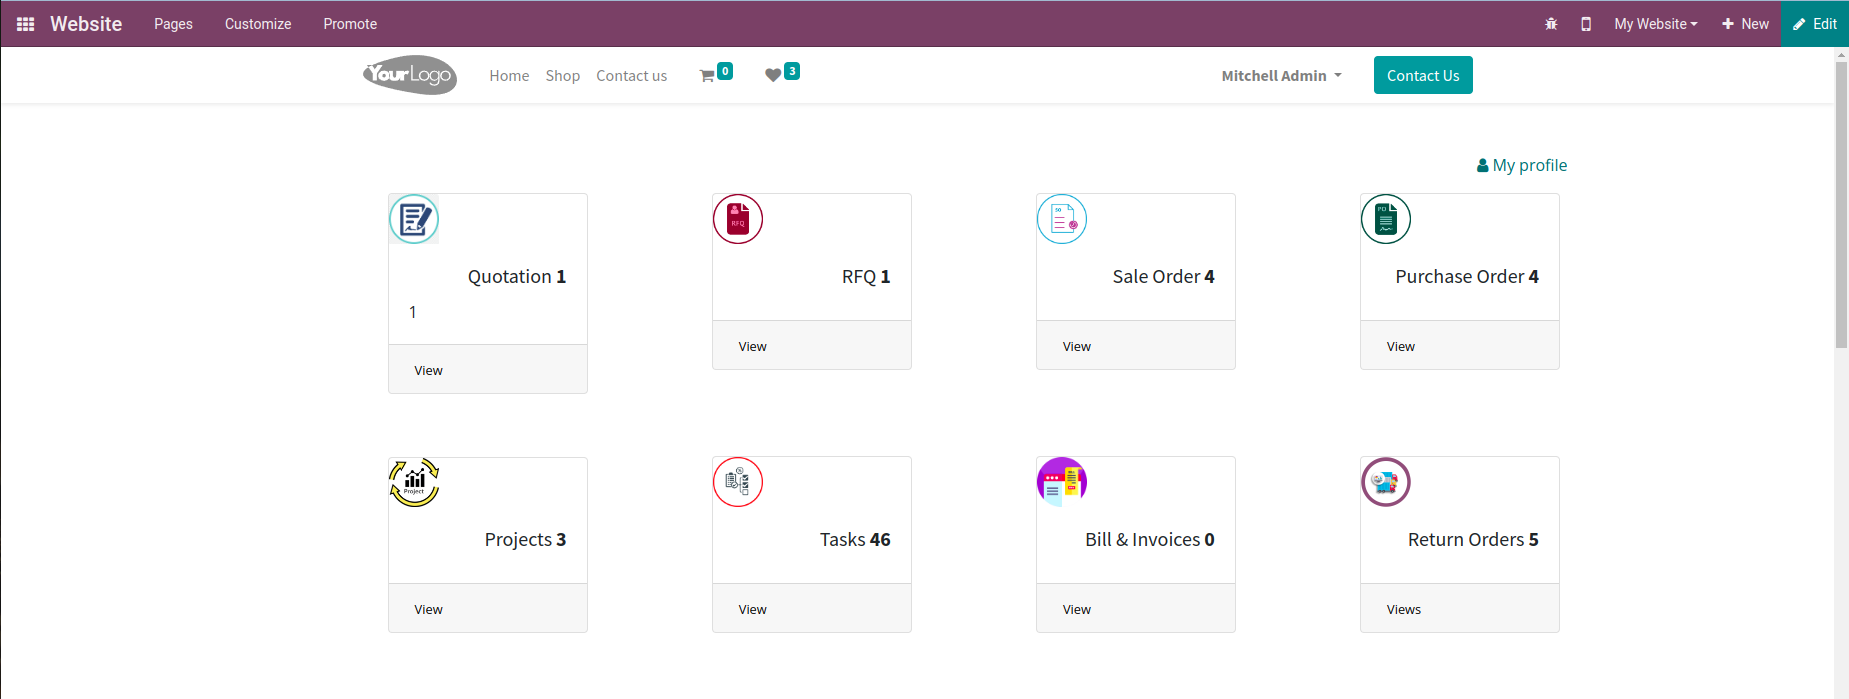 Website Pages Customize Promote My Website New Edit
YourLogo Home Shop Contact us 0 3 Mitchell Admin Contact Us
My profile
RFQ
SO
PO
Quotation 1
RFQ 1
Sale Order 4
Purchase Order 4
1
View
View
View
View
Project
Projects 3
Tasks 46
Bill & Invoices 0
Return Orders 5
View
View
View
Views